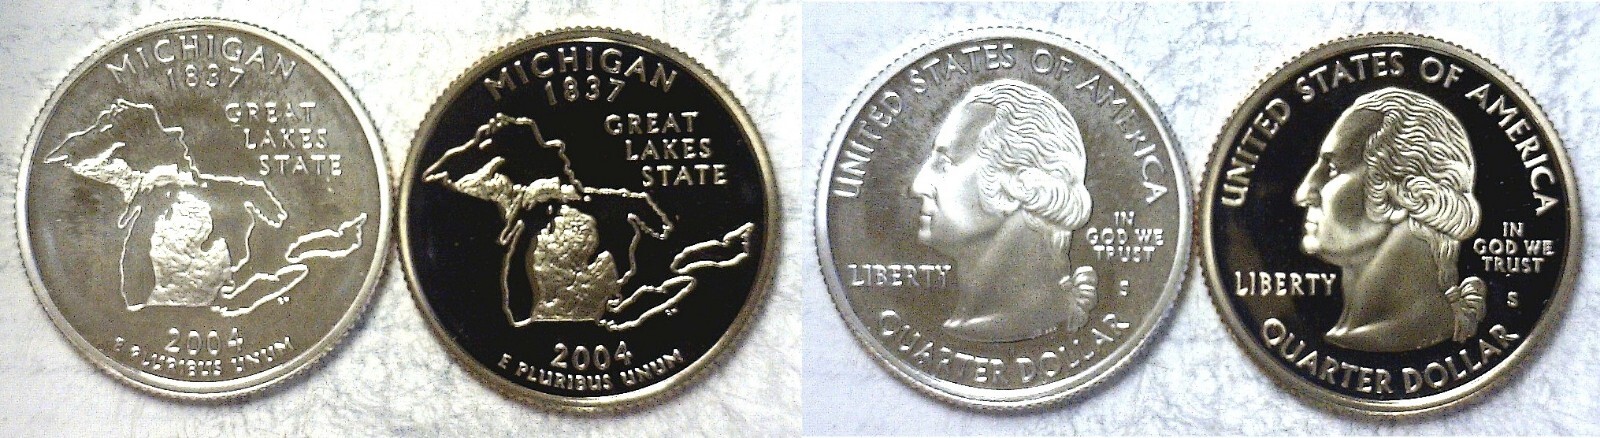 MICHIGAN
1837
GREAT
LAKES
STATE
2004
E PLURIBUS UNUM
MICHIGAN
1837
GREAT
LAKES
STATE
2004
E PLURIBUS UNUM
UNITED STATES OF AMERICA
IN
GOD WE
TRUST
LIBERTY
S
QUARTER DOLLAR
UNITED STATES OF AMERICA
IN
GOD WE
TRUST
LIBERTY
S
QUARTER DOLLAR